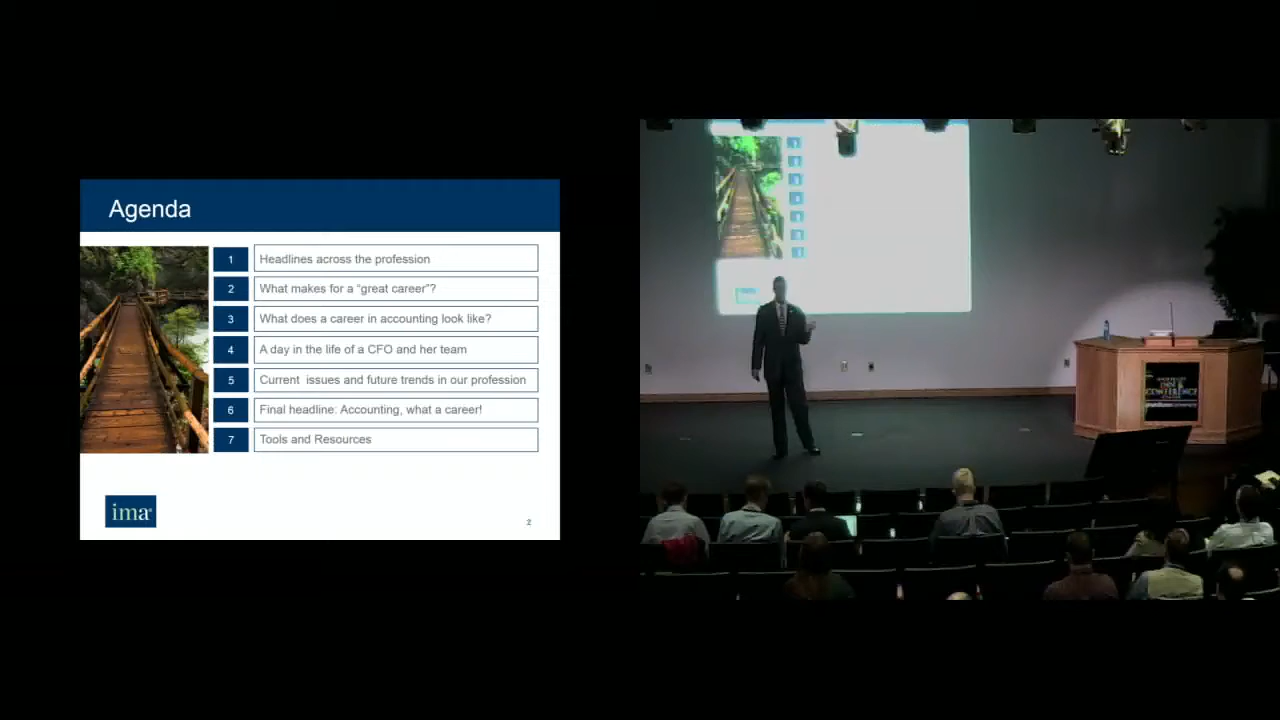 Agenda
1 Headlines across the profession
2 What makes for a “great career”?
3 What does a career in accounting look like?
4 A day in the life of a CFO and her team
5 Current  issues and future trends in our profession
6 Final headline: Accounting, what a career!
7 Tools and Resources
ima
2
INN &
CONFERENCE